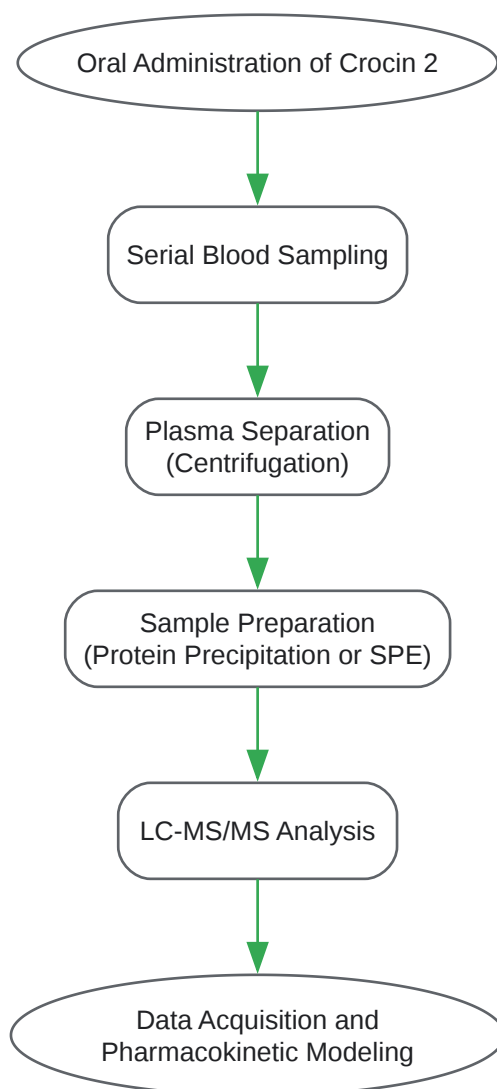 Oral Administration of Crocin 2
Serial Blood Sampling
Plasma Separation
(Centrifugation)
Sample Preparation
(Protein Precipitation or SPE)
LC-MS/MS Analysis
Data Acquisition and
Pharmacokinetic Modeling